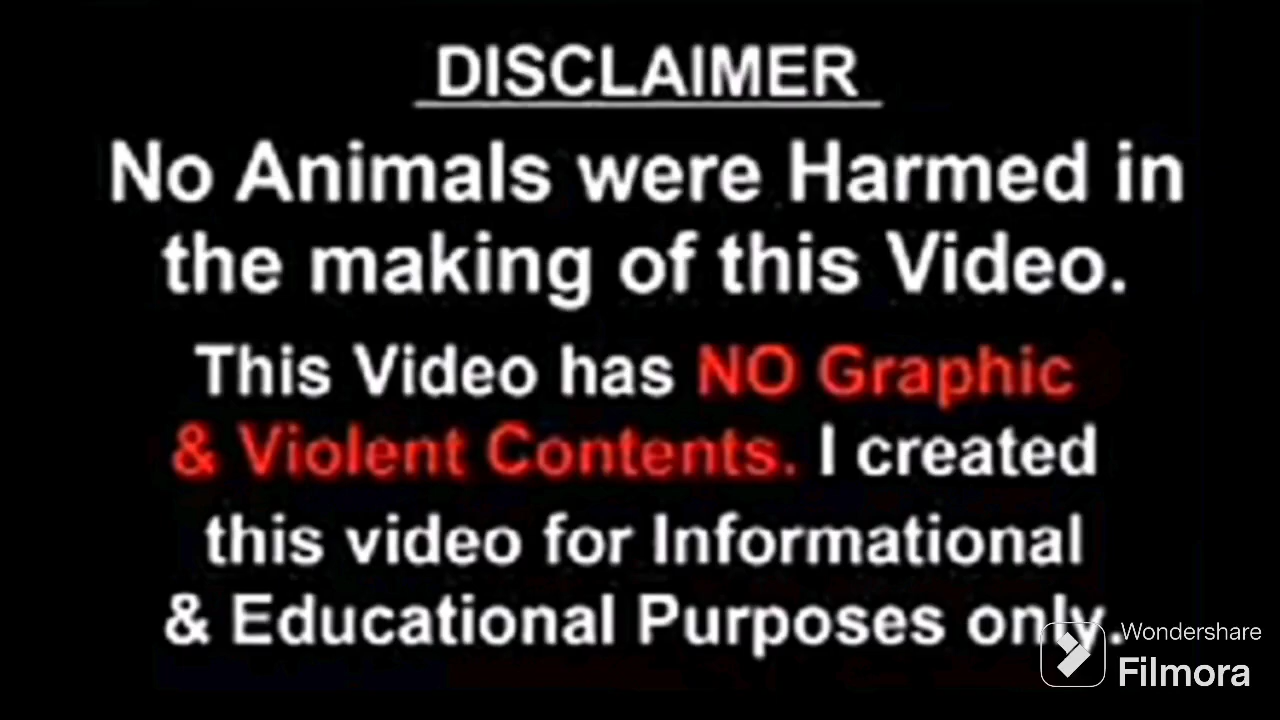 DISCLAIMER
No Animals were Harmed in
the making of this Video.
This Video has NO Graphic
& Violent Contents. I created
this video for Informational
& Educational Purposes only.
Wondershare
Filmora